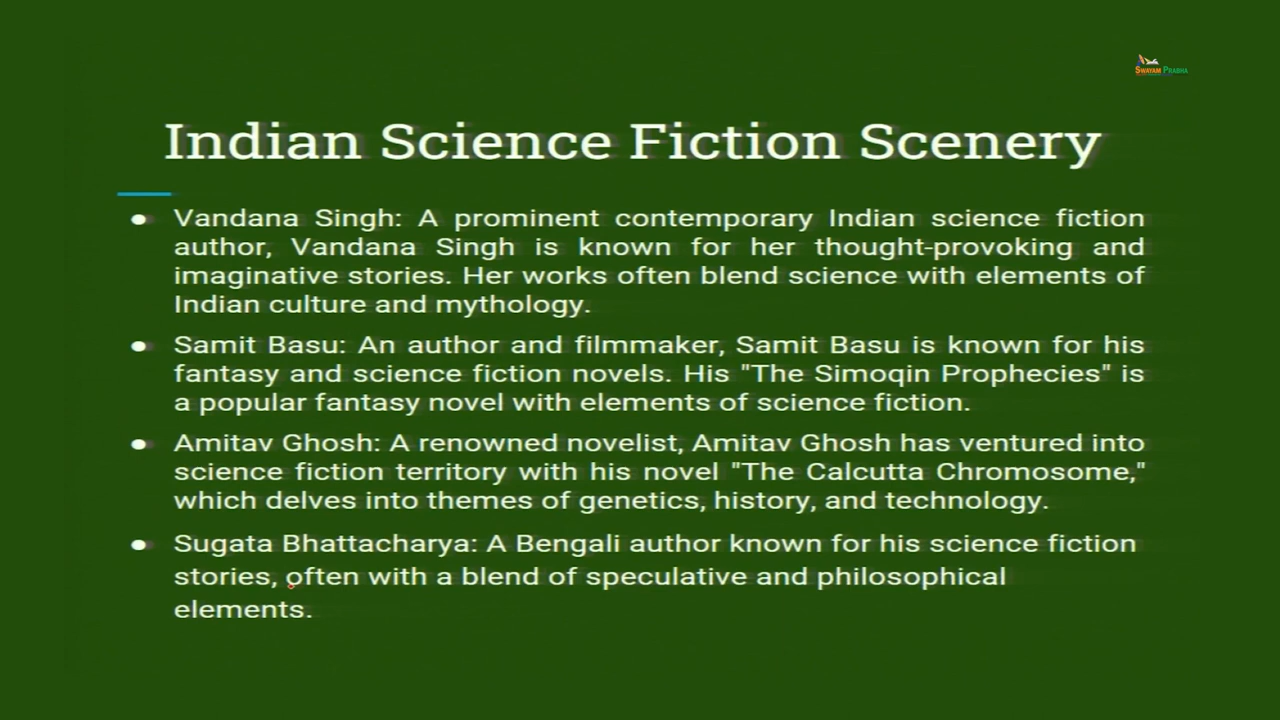 SWAYAM PRABHA
Indian Science Fiction Scenery
● Vandana Singh: A prominent contemporary Indian science fiction
author, Vandana Singh is known for her thought-provoking and
imaginative stories. Her works often blend science with elements of
Indian culture and mythology.
● Samit Basu: An author and filmmaker, Samit Basu is known for his
fantasy and science fiction novels. His "The Simoqin Prophecies" is
a popular fantasy novel with elements of science fiction.
● Amitav Ghosh: A renowned novelist, Amitav Ghosh has ventured into
science fiction territory with his novel "The Calcutta Chromosome,"
which delves into themes of genetics, history, and technology.
● Sugata Bhattacharya: A Bengali author known for his science fiction
stories, often with a blend of speculative and philosophical
elements.